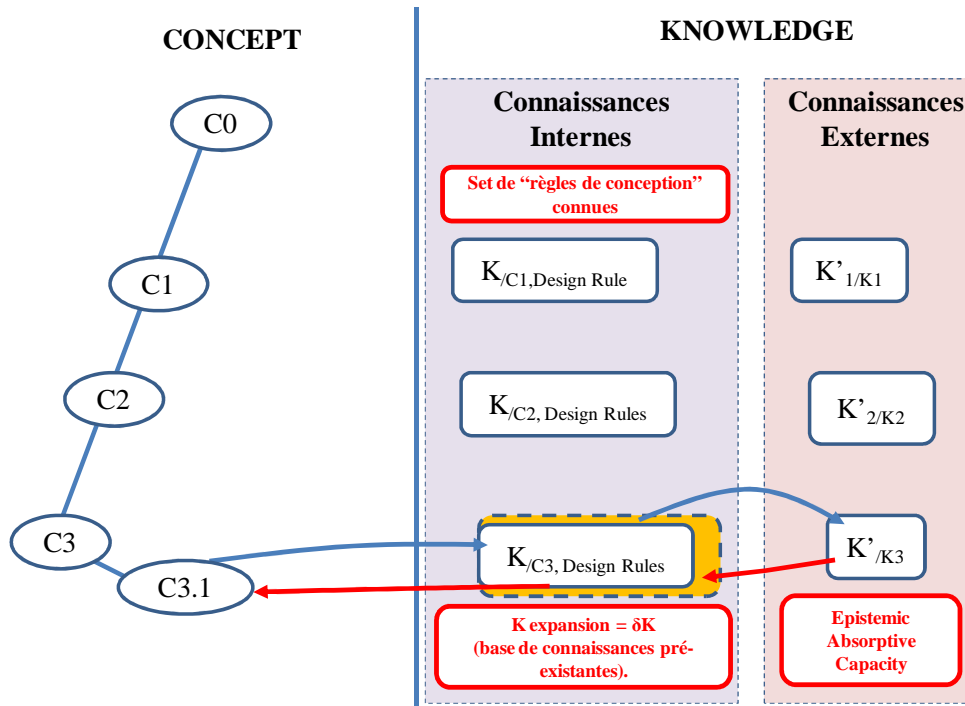 CONCEPT
KNOWLEDGE
Connaissances
Internes
Connaissances
Externes
Set de “règles de conception”
connues
C0
C1
C2
C3
C3.1
K/C1,Design Rule
K’1/K1
K/C2, Design Rules
K’2/K2
K/C3, Design Rules
K’/K3
K expansion = δK
(base de connaissances pré-
existantes).
Epistemic
Absorptive
Capacity